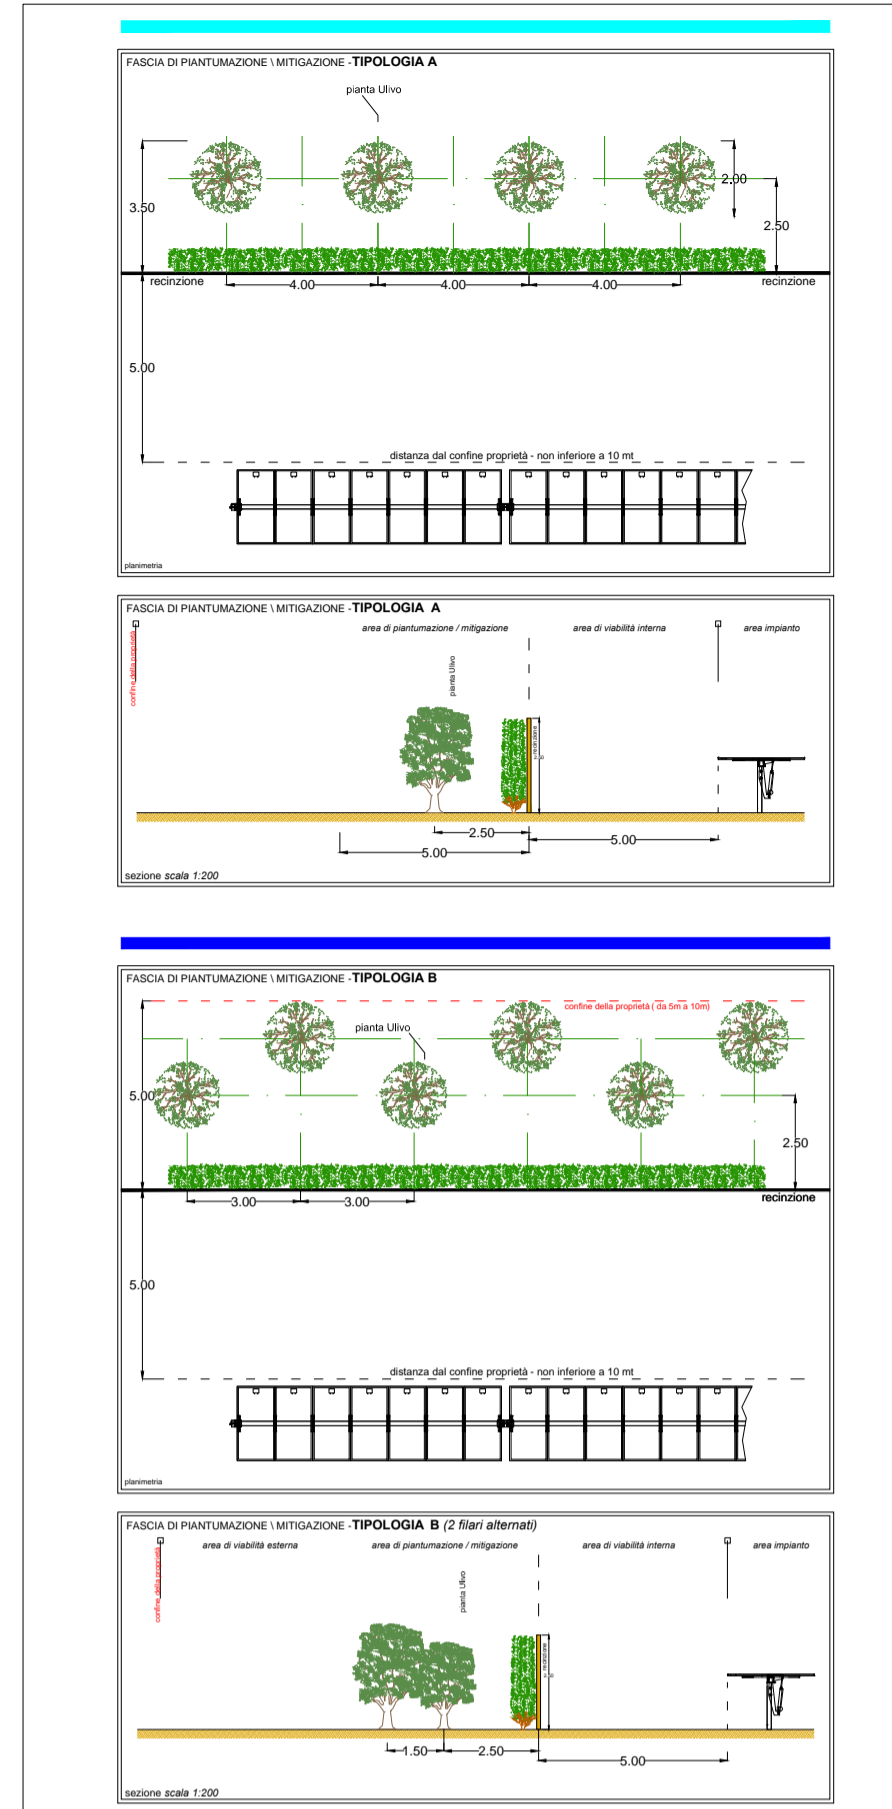 FASCIA DI PIANTUMAZIONE \ MITIGAZIONE -TIPOLOGIA A
pianta Ulivo
3.50
2.00
2.50
recinzione
4.00
4.00
4.00
recinzione
5.00
distanza dal confine proprietà - non inferiore a 10 mt
planimetria
FASCIA DI PIANTUMAZIONE \ MITIGAZIONE -TIPOLOGIA A
confine della proprietà
area di piantumazione / mitigazione
area di viabilità interna
area impianto
pianta Ulivo
recinzione
2.50
5.00
5.00
sezione scala 1:200
FASCIA DI PIANTUMAZIONE \ MITIGAZIONE -TIPOLOGIA B
confine della proprietà ( da 5m a 10m)
pianta Ulivo
5.00
2.50
3.00
3.00
recinzione
5.00
distanza dal confine proprietà - non inferiore a 10 mt
planimetria
FASCIA DI PIANTUMAZIONE \ MITIGAZIONE -TIPOLOGIA B (2 filari alternati)
confine della proprietà
area di viabilità esterna
area di piantumazione / mitigazione
area di viabilità interna
area impianto
pianta Ulivo
recinzione
1.50
2.50
5.00
sezione scala 1:200